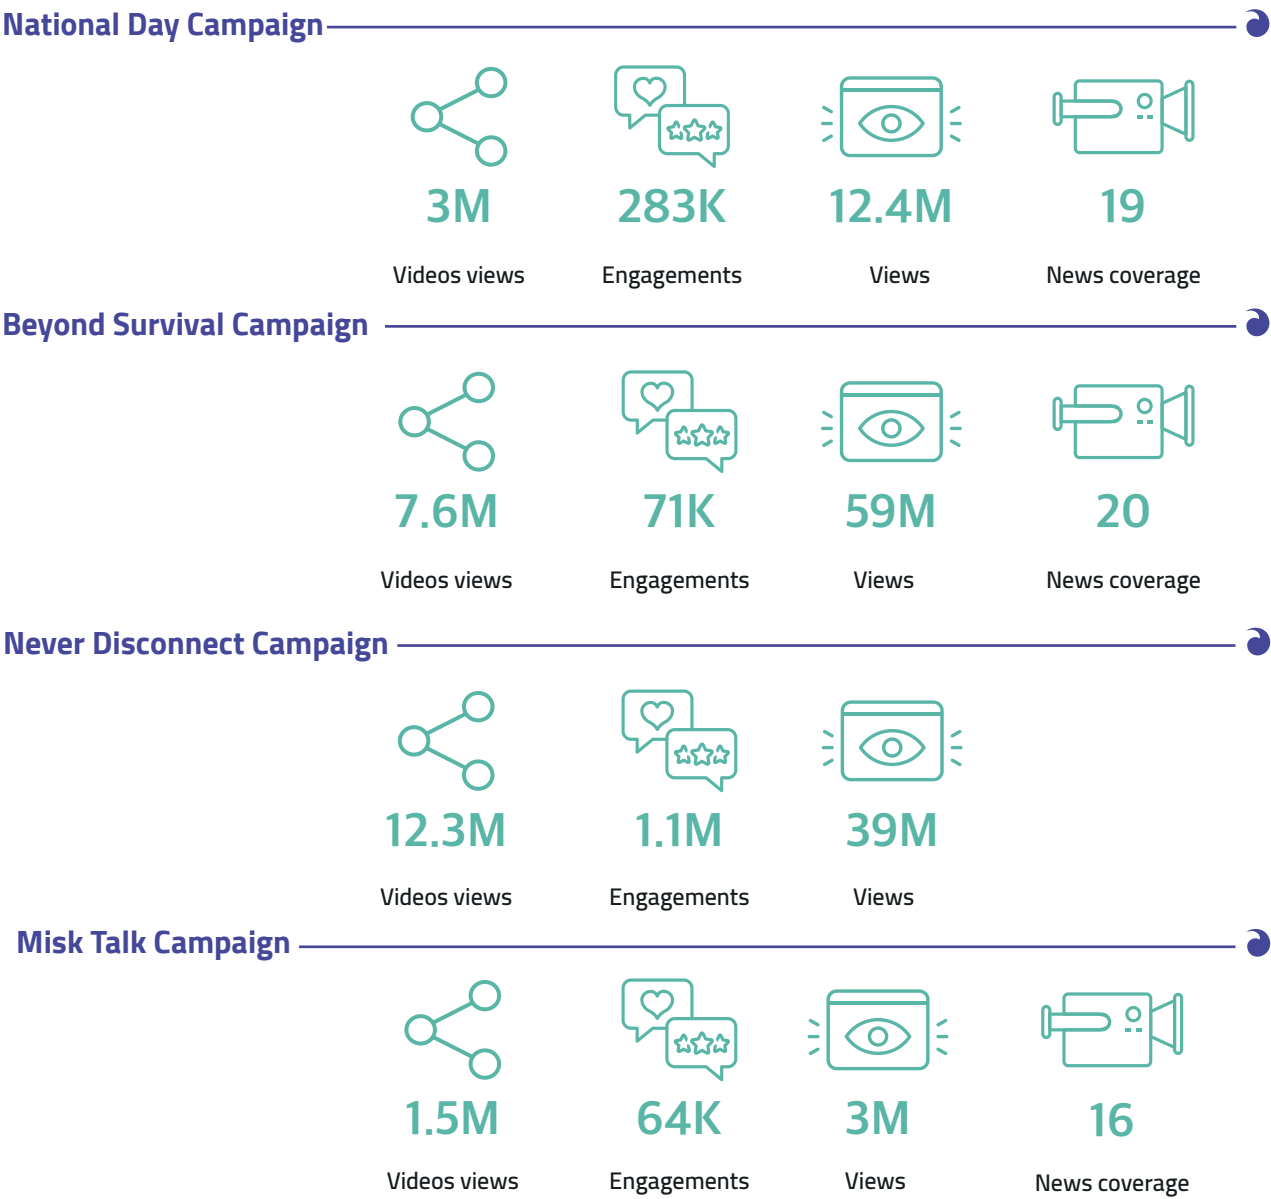 National Day Campaign
3M 283K 12.4M 19
Videos views Engagements Views News coverage
Beyond Survival Campaign
7.6M 71K 59M 20
Videos views Engagements Views News coverage
Never Disconnect Campaign
12.3M 1.1M 39M
Videos views Engagements Views
Misk Talk Campaign
1.5M 64K 3M 16
Videos views Engagements Views News coverage